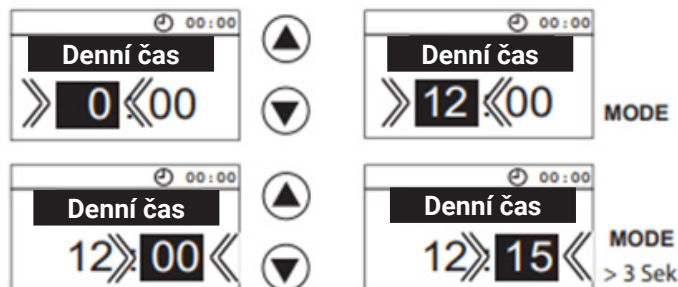 00:00
Denní čas
0:00
00:00
Denní čas
12:00
MODE
00:00
Denní čas
12:00
00:00
Denní čas
12:15
MODE
> 3 Sek